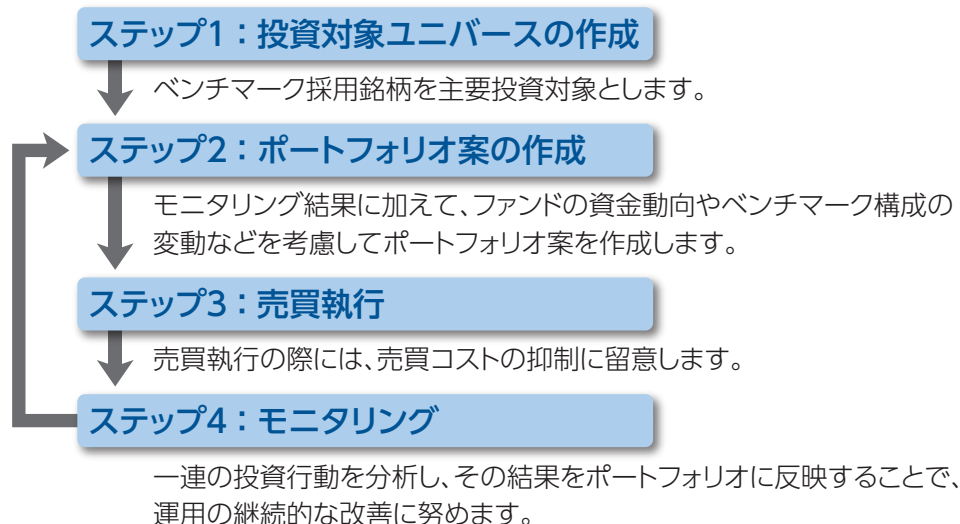 ステップ1：投資対象ユニバースの作成
ベンチマーク採用銘柄を主要投資対象とします。
ステップ2：ポートフォリオ案の作成
モニタリング結果に加えて、ファンドの資金動向やベンチマーク構成の
変動などを考慮してポートフォリオ案を作成します。
ステップ3：売買執行
売買執行の際には、売買コストの抑制に留意します。
ステップ4：モニタリング
一連の投資行動を分析し、その結果をポートフォリオに反映することで、
運用の継続的な改善に努めます。